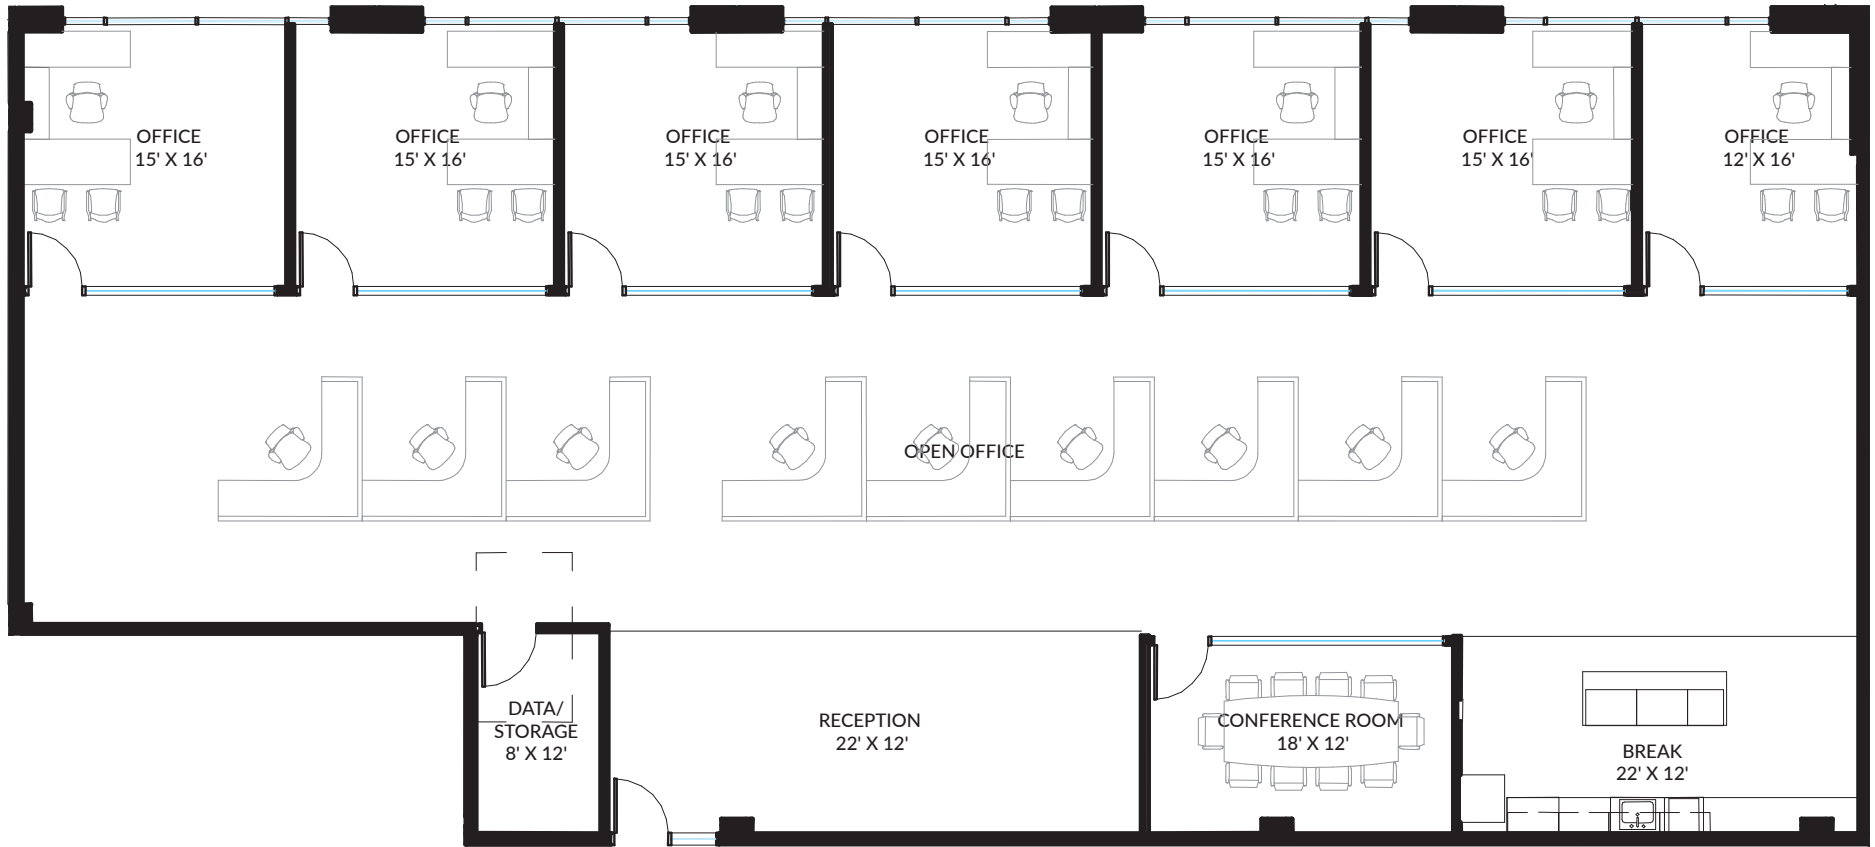 OFFICE
15' X 16'
OFFICE
15' X 16'
OFFICE
15' X 16'
OFFICE
15' X 16'
OFFICE
15' X 16'
OFFICE
15' X 16'
OFFICE
12' X 16'
OPEN OFFICE
DATA/
STORAGE
8' X 12'
RECEPTION
22' X 12'
CONFERENCE ROOM
18' X 12'
BREAK
22' X 12'